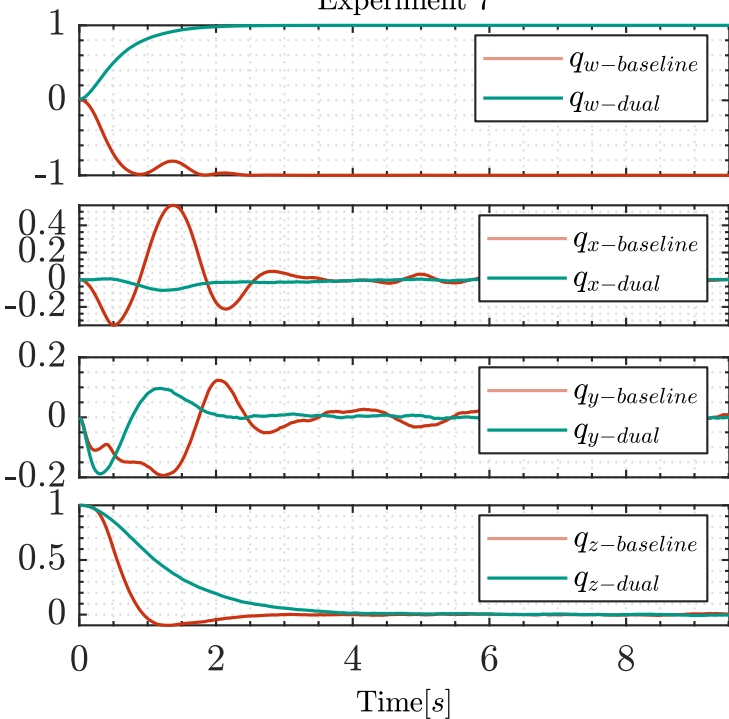 Experiment 7
1
0
-1
q_{w-baseline}
q_{w-dual}
0.4
0.2
0
-0.2
q_{x-baseline}
q_{x-dual}
0.2
0
-0.2
q_{y-baseline}
q_{y-dual}
1
0.5
0
q_{z-baseline}
q_{z-dual}
0 2 4 6 8
Time[s]